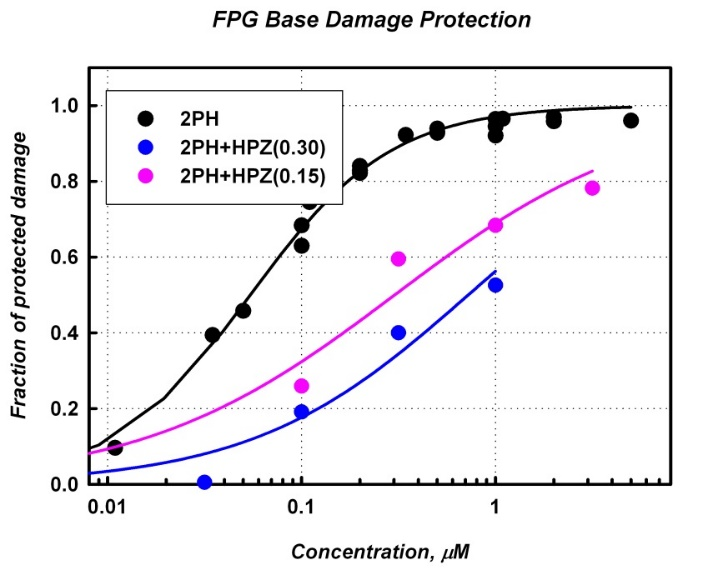 FPG Base Damage Protection
Fraction of protected damage
1.0
0.8
0.6
0.4
0.2
0.0
2PH
2PH+HPZ(0.30)
2PH+HPZ(0.15)
0.01
0.1
1
Concentration, μM